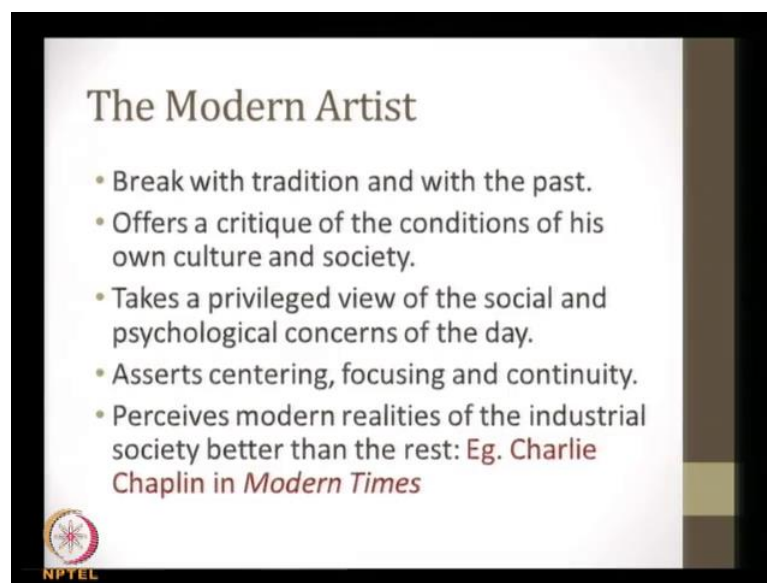 The Modern Artist
• Break with tradition and with the past.
• Offers a critique of the conditions of his
own culture and society.
• Takes a privileged view of the social and
psychological concerns of the day.
• Asserts centering, focusing and continuity.
• Perceives modern realities of the industrial
society better than the rest: Eg. Charlie
Chaplin in Modern Times
NPTEL